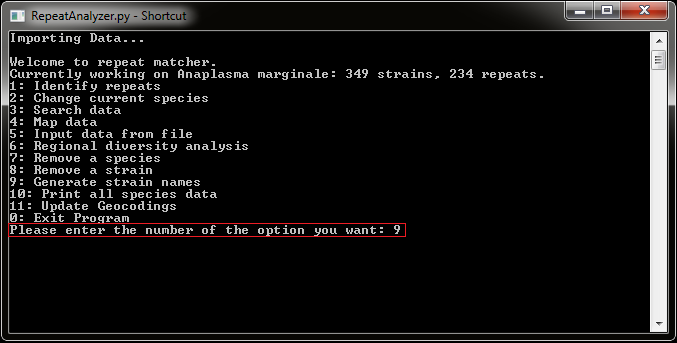 RepeatAnalyzer.py - Shortcut
Importing Data...
Welcome to repeat matcher.
Currently working on Anaplasma marginale: 349 strains, 234 repeats.
1: Identify repeats
2: Change current species
3: Search data
4: Map data
5: Input data from file
6: Regional diversity analysis
7: Remove a species
8: Remove a strain
9: Generate strain names
10: Print all species data
11: Update Geocodings
0: Exit Program
Please enter the number of the option you want: 9